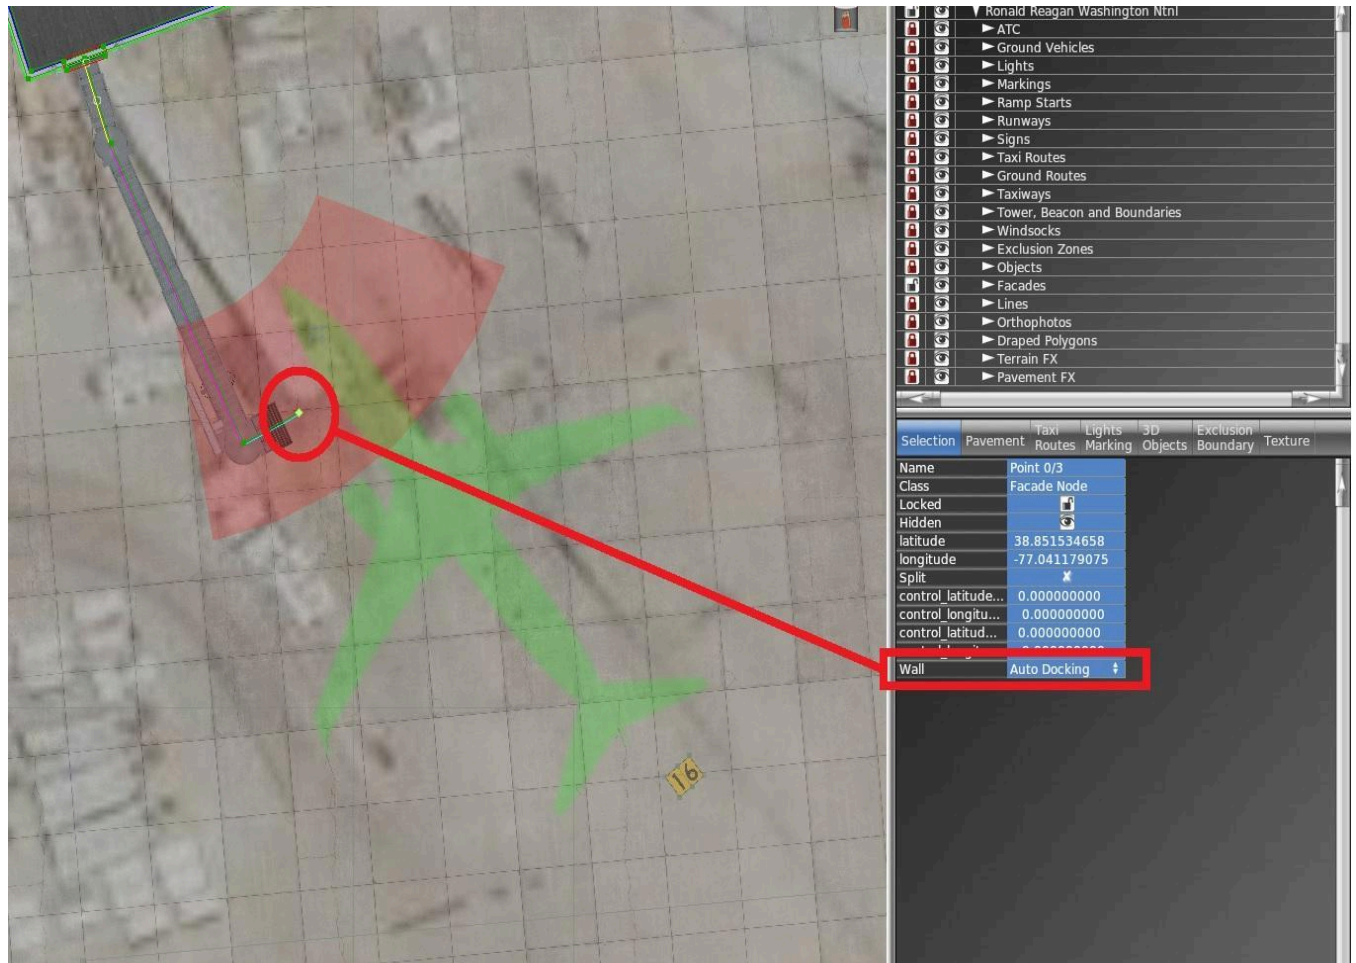 Ronald Reagan Washington Ntnl
ATC
Ground Vehicles
Lights
Markings
Ramp Starts
Runways
Signs
Taxi Routes
Ground Routes
Taxiways
Tower, Beacon and Boundaries
Windsocks
Exclusion Zones
Objects
Facades
Lines
Orthophotos
Draped Polygons
Terrain FX
Pavement FX
Selection Pavement Taxi Routes Lights Marking 3D Objects Exclusion Boundary Texture
Name Point 0/3
Class Facade Node
Locked
Hidden
latitude 38.851534658
longitude -77.041179075
Split
control_latitude... 0.000000000
control_longitu... 0.000000000
control_latitud... 0.000000000
Wall Auto Docking
16